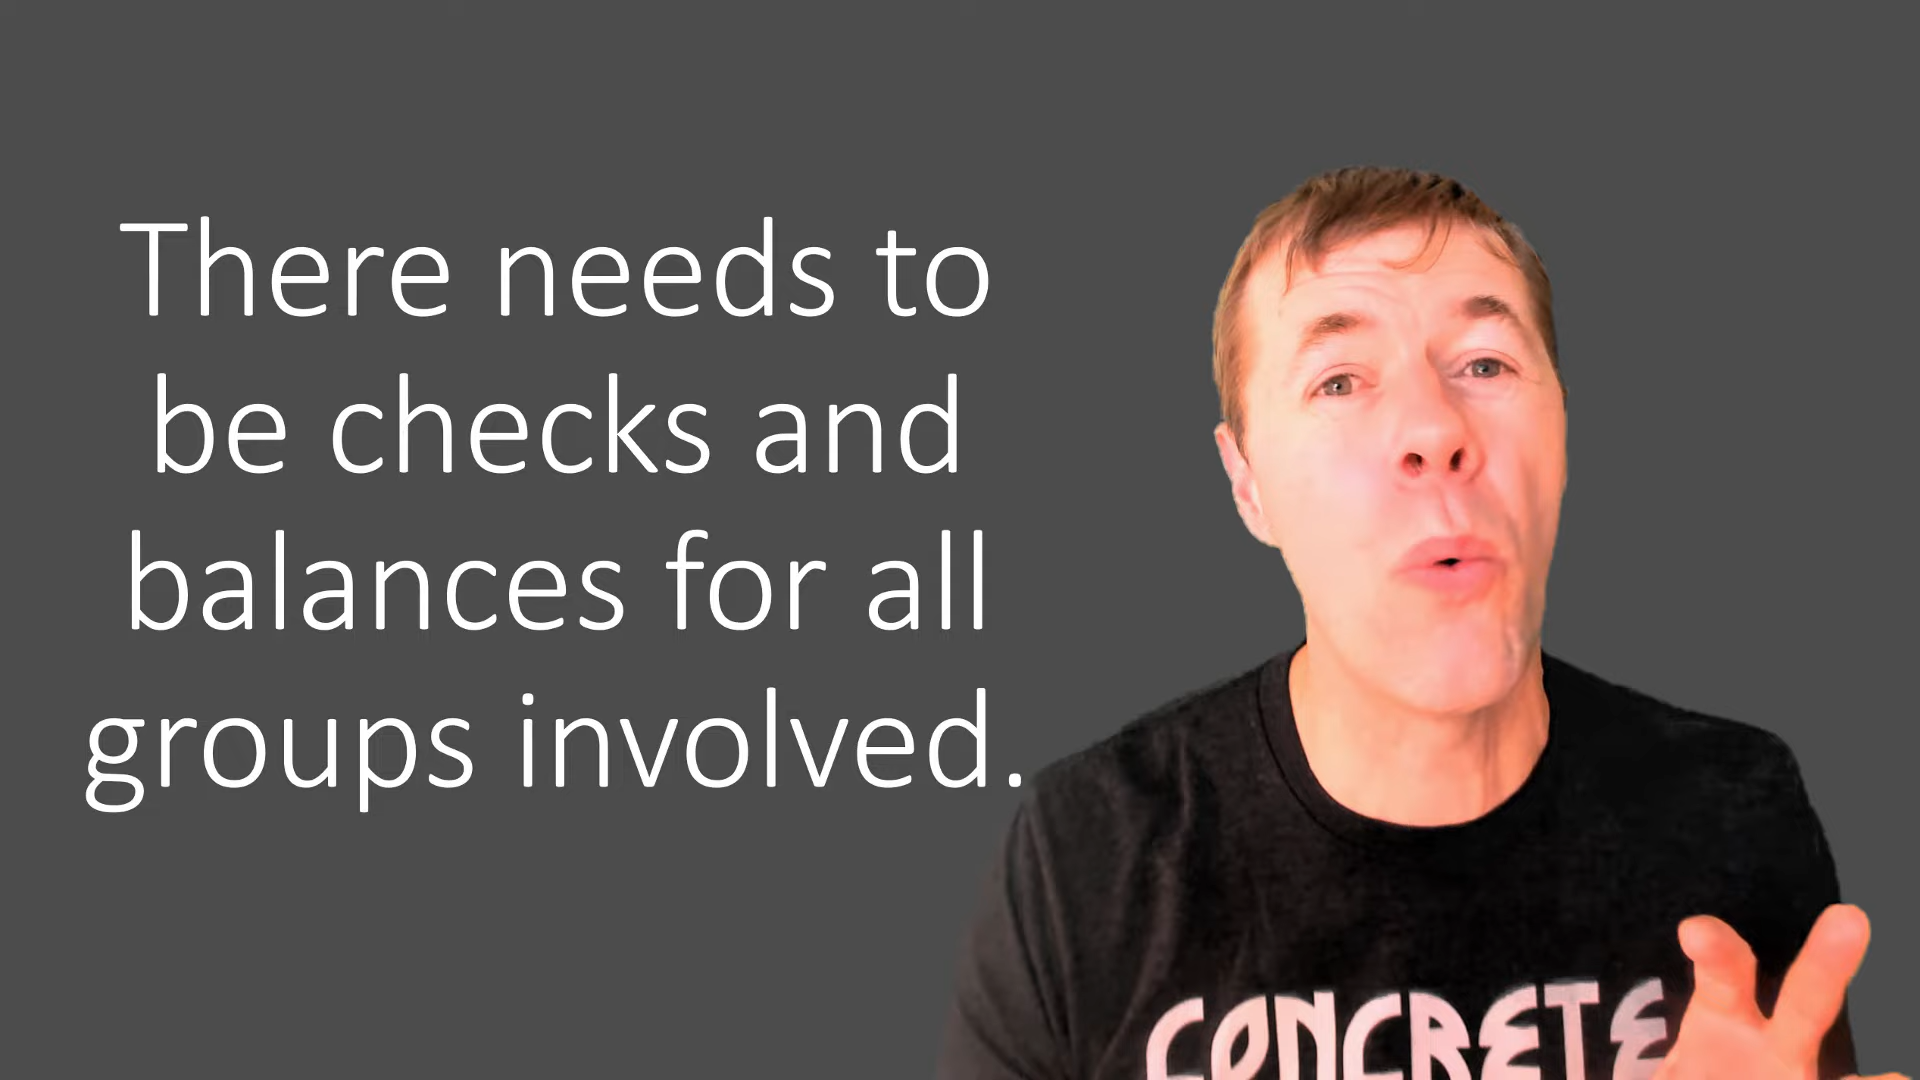 There needs to
be checks and
balances for all
groups involved.
CONCRETE